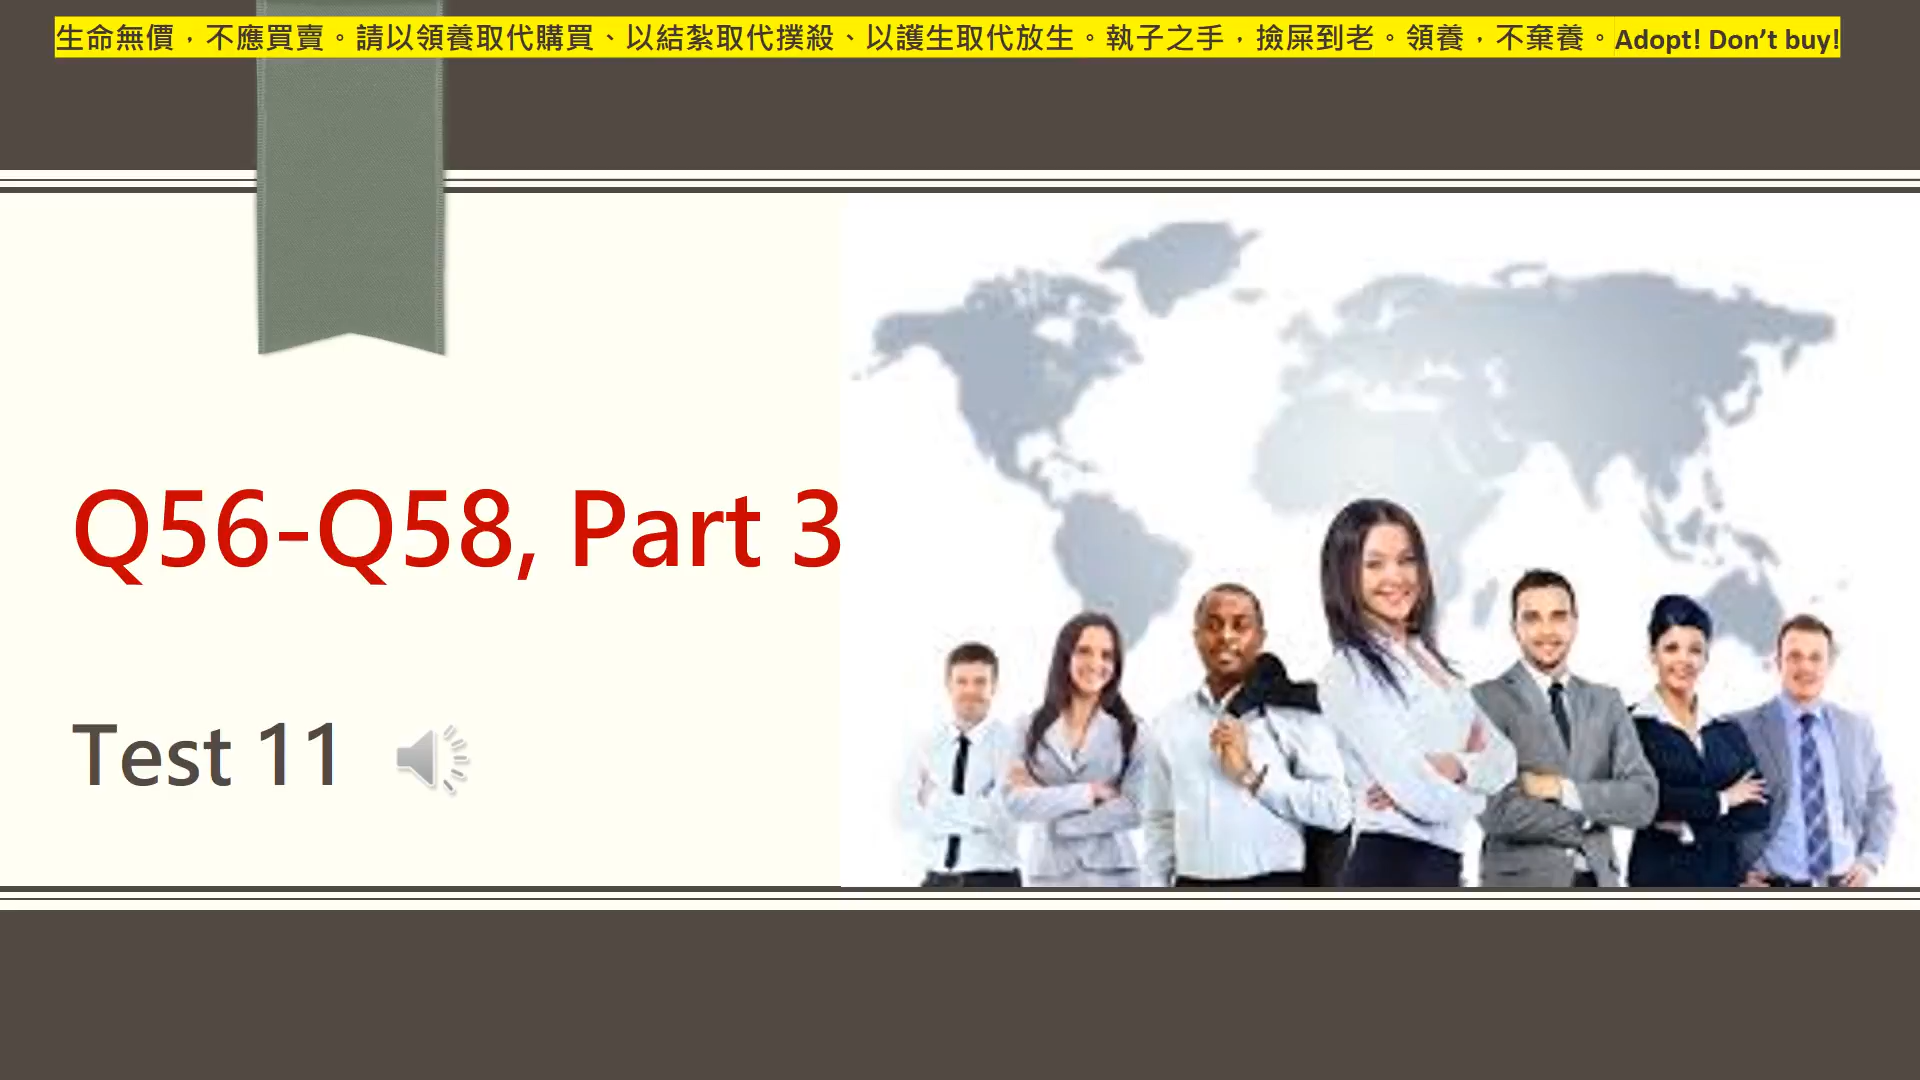 生命無價，不應買賣。請以領養取代購買、以結紮取代撲殺、以護生取代放生。執子之手，撿屎到老。領養，不棄養。Adopt! Don’t buy!
Q56-Q58, Part 3
Test 11